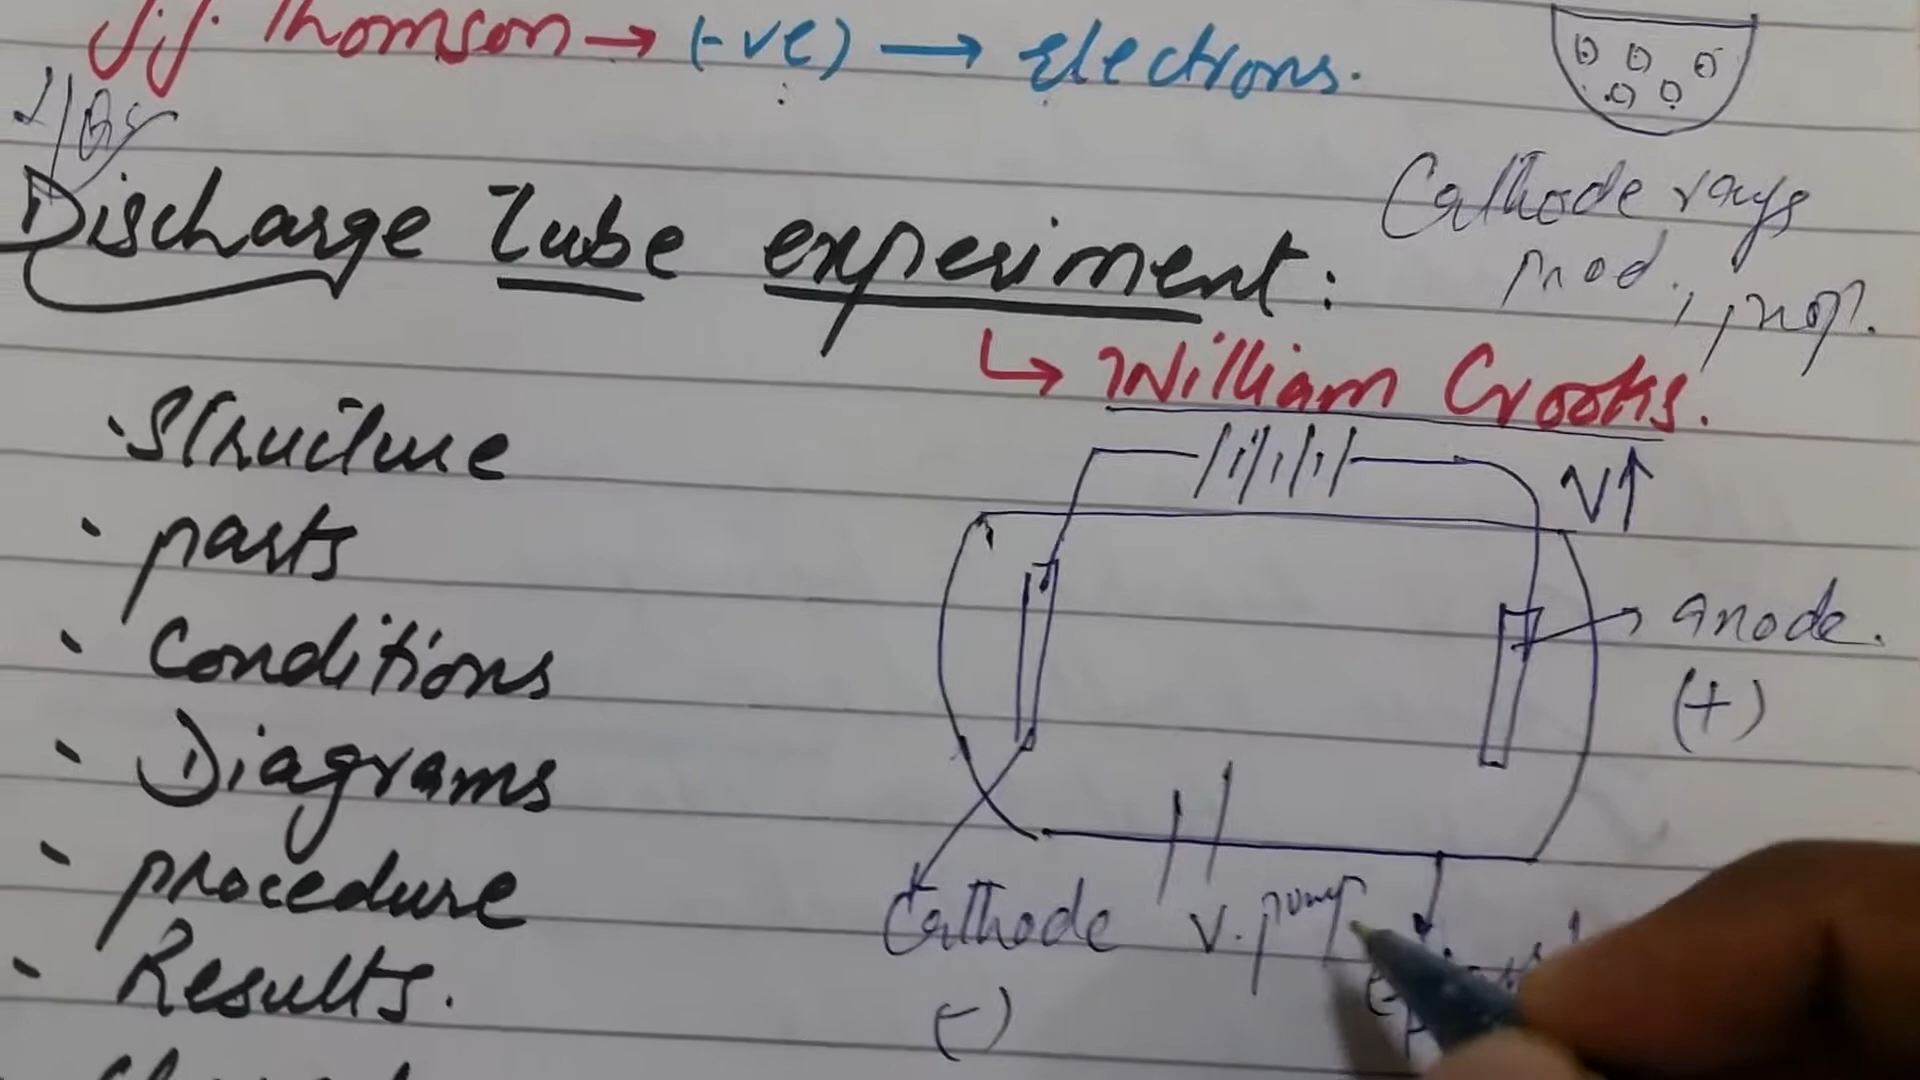 J.J. Thomson → (-ve) → electrons.
Discharge Tube experiment:
Cathode rays
prod., prop.
↳ William Crooks.
• Structure
• parts
• Conditions
• Diagrams
• procedure
• Results.
V↑
anode.
(+)
Cathode
(-)
V. pump